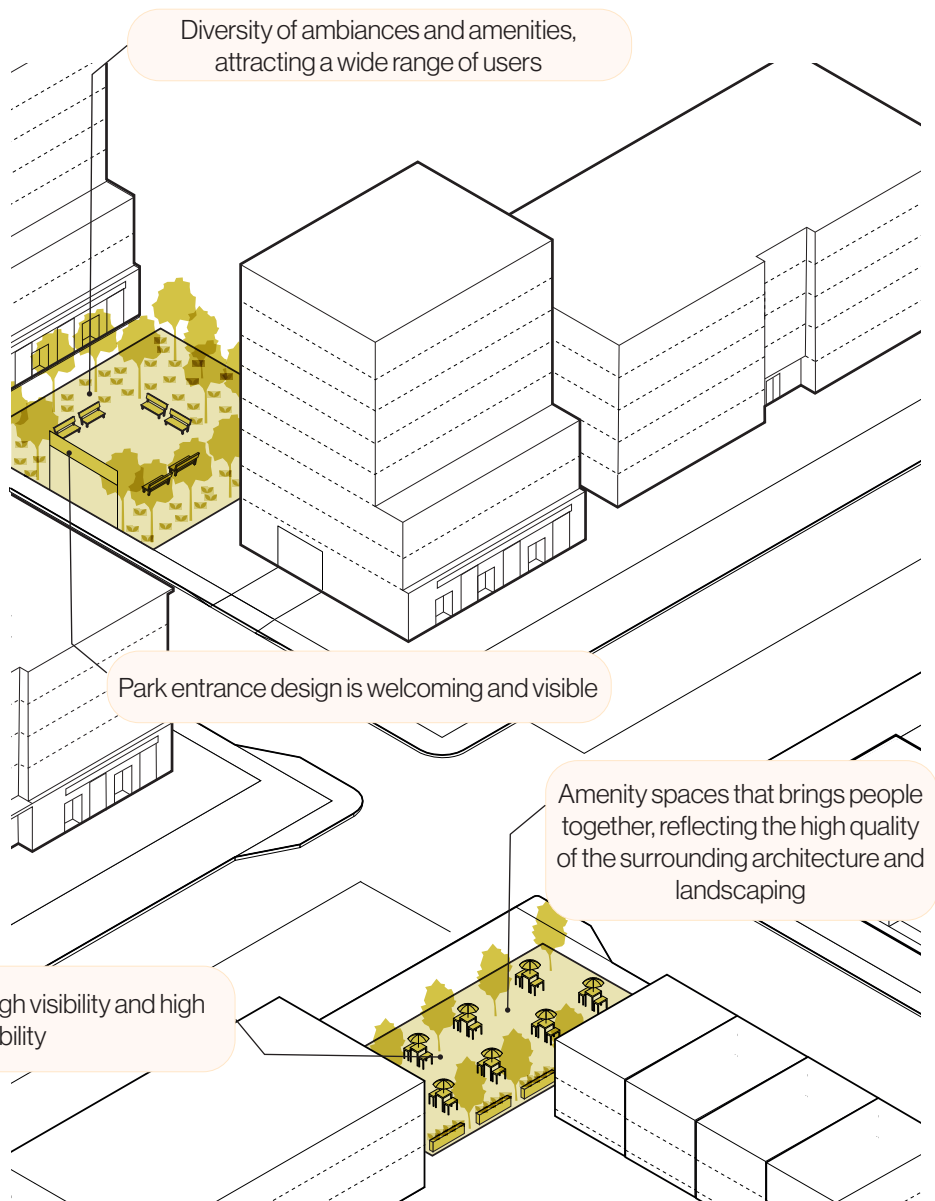 Diversity of ambiances and amenities,
attracting a wide range of users
Park entrance design is welcoming and visible
Amenity spaces that brings people
together, reflecting the high quality
of the surrounding architecture and
landscaping
gh visibility and high
bility